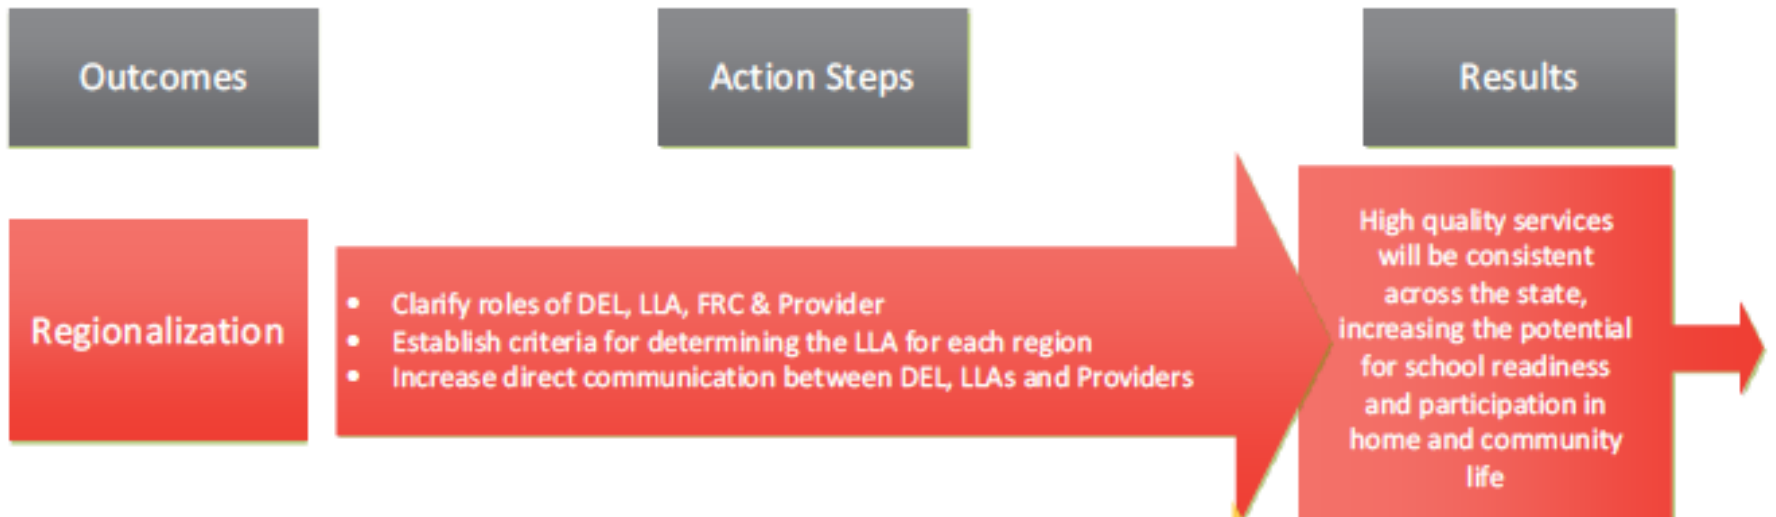 Outcomes
Action Steps
Results
Regionalization
• Clarify roles of DEL, LLA, FRC & Provider
• Establish criteria for determining the LLA for each region
• Increase direct communication between DEL, LLAs and Providers
High quality services
will be consistent
across the state,
increasing the potential
for school readiness
and participation in
home and community
life